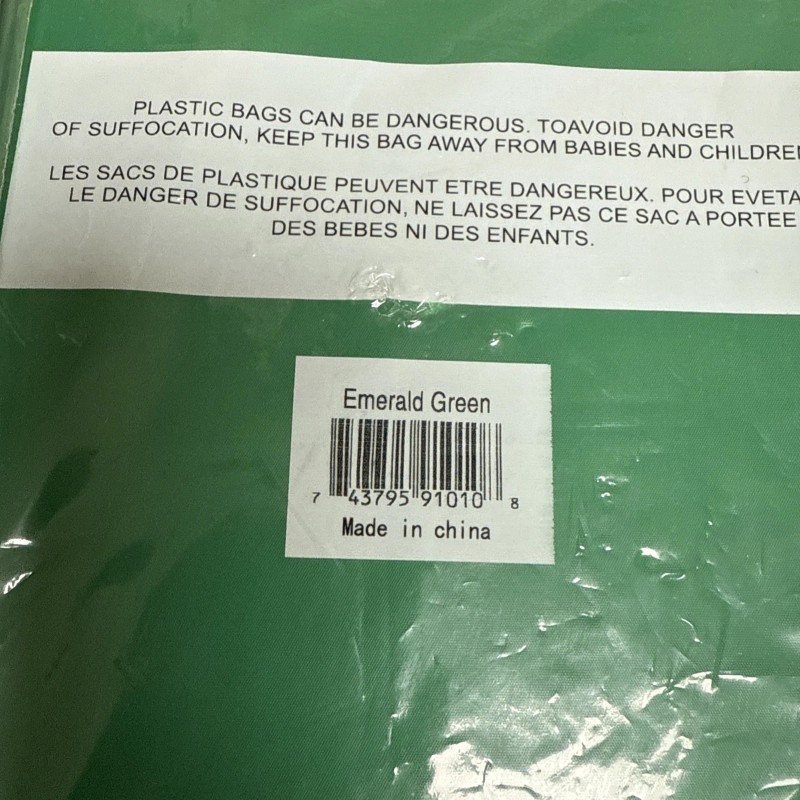 PLASTIC BAGS CAN BE DANGEROUS. TOAVOID DANGER
OF SUFFOCATION, KEEP THIS BAG AWAY FROM BABIES AND CHILDREN
LES SACS DE PLASTIQUE PEUVENT ETRE DANGEREUX. POUR EVETA
LE DANGER DE SUFFOCATION, NE LAISSEZ PAS CE SAC A PORTEE
DES BEBES NI DES ENFANTS.
Emerald Green
7 43795 91010 8
Made in china